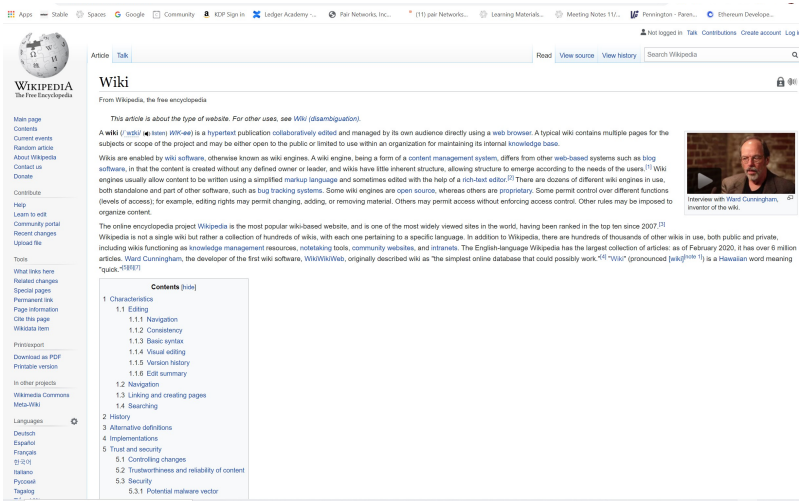 Apps
Stable
Spaces
Google
Community
KDP Sign in
Ledger Academy -...
Pair Networks, Inc...
(11) pair Networks...
Learning Materials...
Meeting Notes 11/...
Pennington - Paren...
Ethereum Develope...
Not logged in Talk Contributions Create account Log i
WIKIPEDIA
The Free Encyclopedia
Article Talk
Read View source View history
Search Wikipedia
Main page
Contents
Current events
Random article
About Wikipedia
Contact us
Donate
Contribute
Help
Learn to edit
Community portal
Recent changes
Upload file
Tools
What links here
Related changes
Special pages
Permanent link
Page information
Cite this page
Wikidata item
Print/export
Download as PDF
Printable version
In other projects
Wikimedia Commons
Meta-Wiki
Languages
Deutsch
Español
Français
한국어
Italiano
Русский
Tagalog
Wiki
From Wikipedia, the free encyclopedia
This article is about the type of website. For other uses, see Wiki (disambiguation).
A wiki (/ˈwɪki/ (listen) WIK-ee) is a hypertext publication collaboratively edited and managed by its own audience directly using a web browser. A typical wiki contains multiple pages for the
subjects or scope of the project and may be either open to the public or limited to use within an organization for maintaining its internal knowledge base.
Wikis are enabled by wiki software, otherwise known as wiki engines. A wiki engine, being a form of a content management system, differs from other web-based systems such as blog
software, in that the content is created without any defined owner or leader, and wikis have little inherent structure, allowing structure to emerge according to the needs of the users.[1] Wiki
engines usually allow content to be written using a simplified markup language and sometimes edited with the help of a rich-text editor.[2] There are dozens of different wiki engines in use,
both standalone and part of other software, such as bug tracking systems. Some wiki engines are open source, whereas others are proprietary. Some permit control over different functions
(levels of access); for example, editing rights may permit changing, adding, or removing material. Others may permit access without enforcing access control. Other rules may be imposed to
organize content.
Interview with Ward Cunningham,
inventor of the wiki.
The online encyclopedia project Wikipedia is the most popular wiki-based website, and is one of the most widely viewed sites in the world, having been ranked in the top ten since 2007.[3]
Wikipedia is not a single wiki but rather a collection of hundreds of wikis, with each one pertaining to a specific language. In addition to Wikipedia, there are hundreds of thousands of other wikis in use, both public and private,
including wikis functioning as knowledge management resources, notetaking tools, community websites, and intranets. The English-language Wikipedia has the largest collection of articles: as of February 2020, it has over 6 million
articles. Ward Cunningham, the developer of the first wiki software, WikiWikiWeb, originally described wiki as "the simplest online database that could possibly work."[4] "Wiki" (pronounced [wiki][note 1]) is a Hawaiian word meaning
"quick."[5][6][7]
Contents [hide]
1 Characteristics
1.1 Editing
1.1.1 Navigation
1.1.2 Consistency
1.1.3 Basic syntax
1.1.4 Visual editing
1.1.5 Version history
1.1.6 Edit summary
1.2 Navigation
1.3 Linking and creating pages
1.4 Searching
2 History
3 Alternative definitions
4 Implementations
5 Trust and security
5.1 Controlling changes
5.2 Trustworthiness and reliability of content
5.3 Security
5.3.1 Potential malware vector